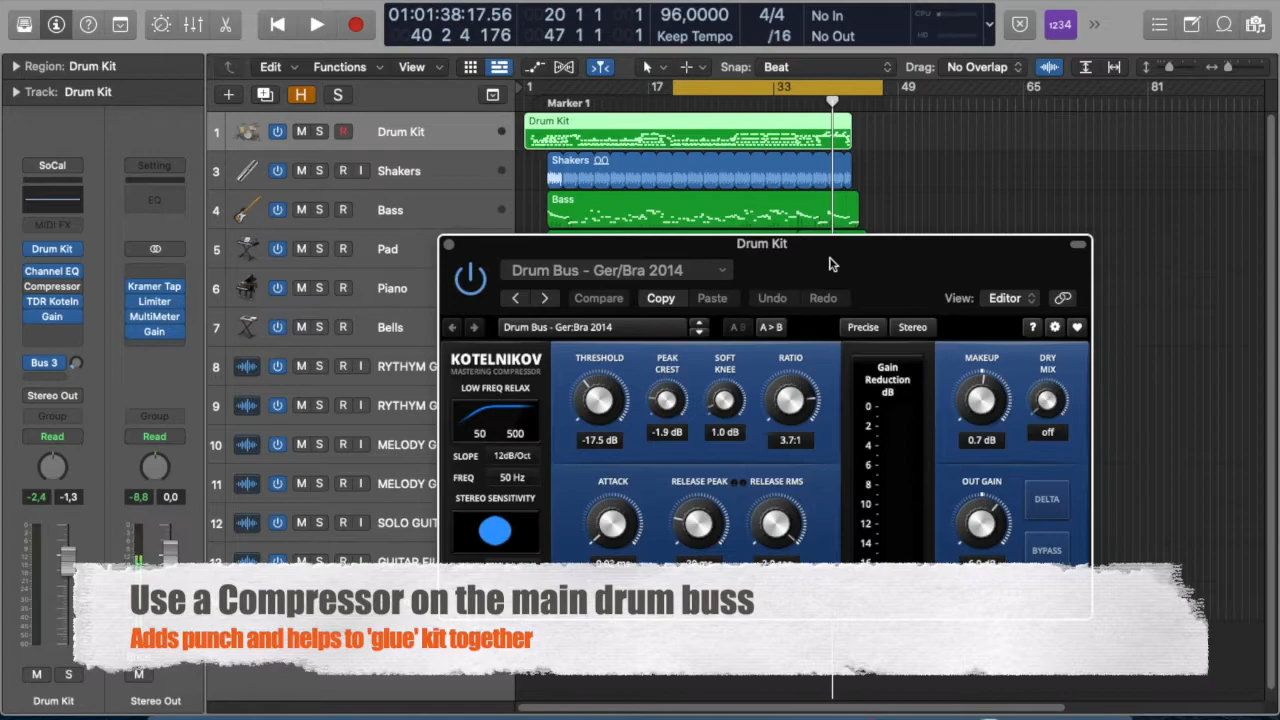 01:01:38:17.56 20 1 1 96,0000 4/4 No In CPU
40 2 4 176 47 1 1 Keep Tempo /16 No Out HD
1234
Region: Drum Kit
Track: Drum Kit
Edit Functions View Snap: Beat Drag: No Overlap
H S
1 17 33 49 65 81
Marker 1
1 M S R Drum Kit
Drum Kit
3 M S R I Shakers
Shakers
4 M S R I Bass
Bass
5 M S R I Pad
6 M S R Piano
7 M S R I Bells
8 M S R I RYTHYM G
9 M S R I RYTHYM G
10 M S R I MELODY G
11 M S R I MELODY G
12 M S R I SOLO GUIT
SoCal Setting
EQ
MIDI FX
Drum Kit
Channel EQ
Compressor Kramer Tap
TDR Koteln Limiter
Gain MultiMeter
Gain
Bus 3
Stereo Out
Group Group
Read Read
-2,4 -1,3 -8,8 0,0
M S M
Drum Kit Stereo Out
Drum Kit
Drum Bus - Ger/Bra 2014
Compare Copy Paste Undo Redo View: Editor
Drum Bus - Ger:Bra 2014 A B A > B Precise Stereo ?
KOTELNIKOV
MASTERING COMPRESSOR
LOW FREQ RELAX
50 500
SLOPE 12dB/Oct
FREQ 50 Hz
STEREO SENSITIVITY
THRESHOLD PEAK CREST SOFT KNEE RATIO
-17.5 dB -1.9 dB 1.0 dB 3.7:1
ATTACK RELEASE PEAK RELEASE RMS
Gain
Reduction
dB
0
2
4
6
8
10
12
14
MAKEUP DRY MIX
0.7 dB off
OUT GAIN DELTA
BYPASS
Use a Compressor on the main drum buss
Adds punch and helps to 'glue' kit together